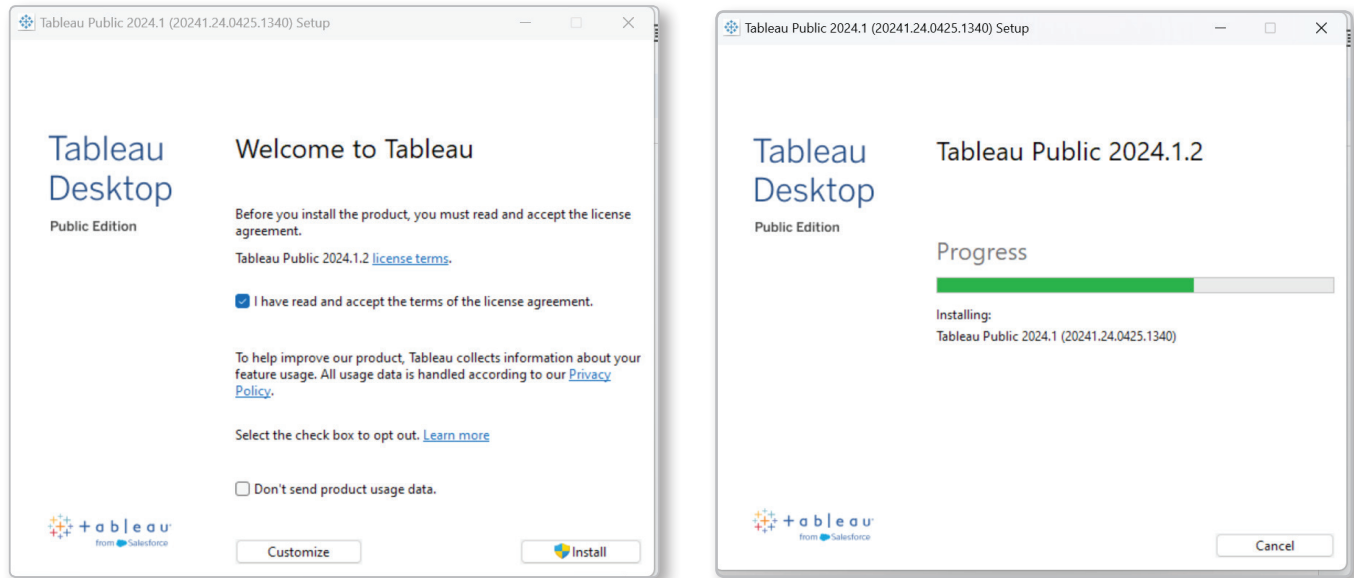 Tableau Public 2024.1 (20241.24.0425.1340) Setup
Tableau
Desktop
Public Edition
Welcome to Tableau
Before you install the product, you must read and accept the license
agreement.
Tableau Public 2024.1.2 license terms.
I have read and accept the terms of the license agreement.
To help improve our product, Tableau collects information about your
feature usage. All usage data is handled according to our Privacy
Policy.
Select the check box to opt out. Learn more
Don't send product usage data.
+ableau
from Salesforce
Customize
Install
Tableau Public 2024.1 (20241.24.0425.1340) Setup
Tableau
Desktop
Public Edition
Tableau Public 2024.1.2
Progress
Installing:
Tableau Public 2024.1 (20241.24.0425.1340)
+ableau
from Salesforce
Cancel